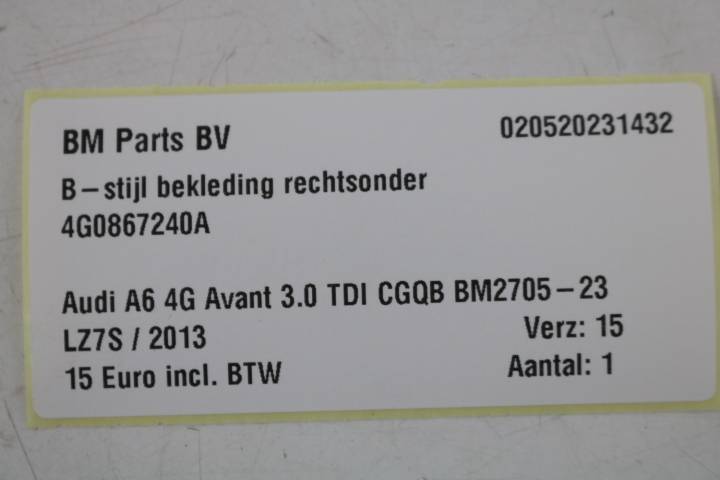 BM Parts BV 020520231432
B-stijl bekleding rechtsonder
4G0867240A
Audi A6 4G Avant 3.0 TDI CGQB BM2705-23
LZ7S / 2013 Verz: 15
15 Euro incl. BTW Aantal: 1